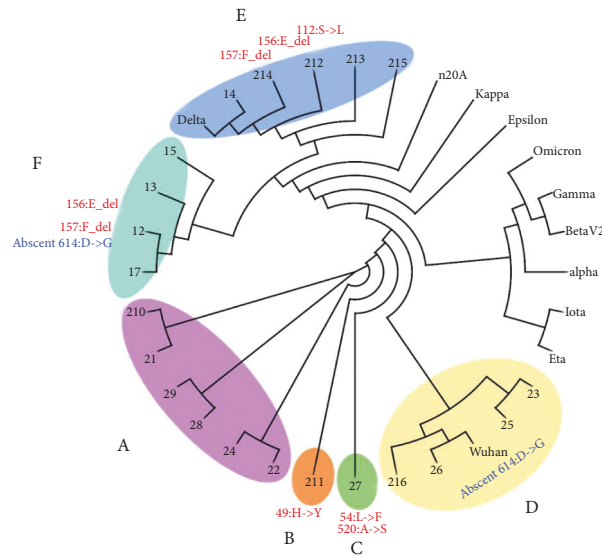 E
112:S->L
156:E_del
157:F_del
212
213
215
214
n20A
14
Kappa
Delta
Epsilon
F
15
Omicron
13
Gamma
156:E_del
12
BetaV2
157:F_del
Abscent 614:D->G
17
alpha
210
Iota
21
Eta
29
23
28
25
A
24
Wuhan
22
26
216
Abscent 614:D->G
211
27
D
49:H->Y
54:L->F
520:A->S
B
C